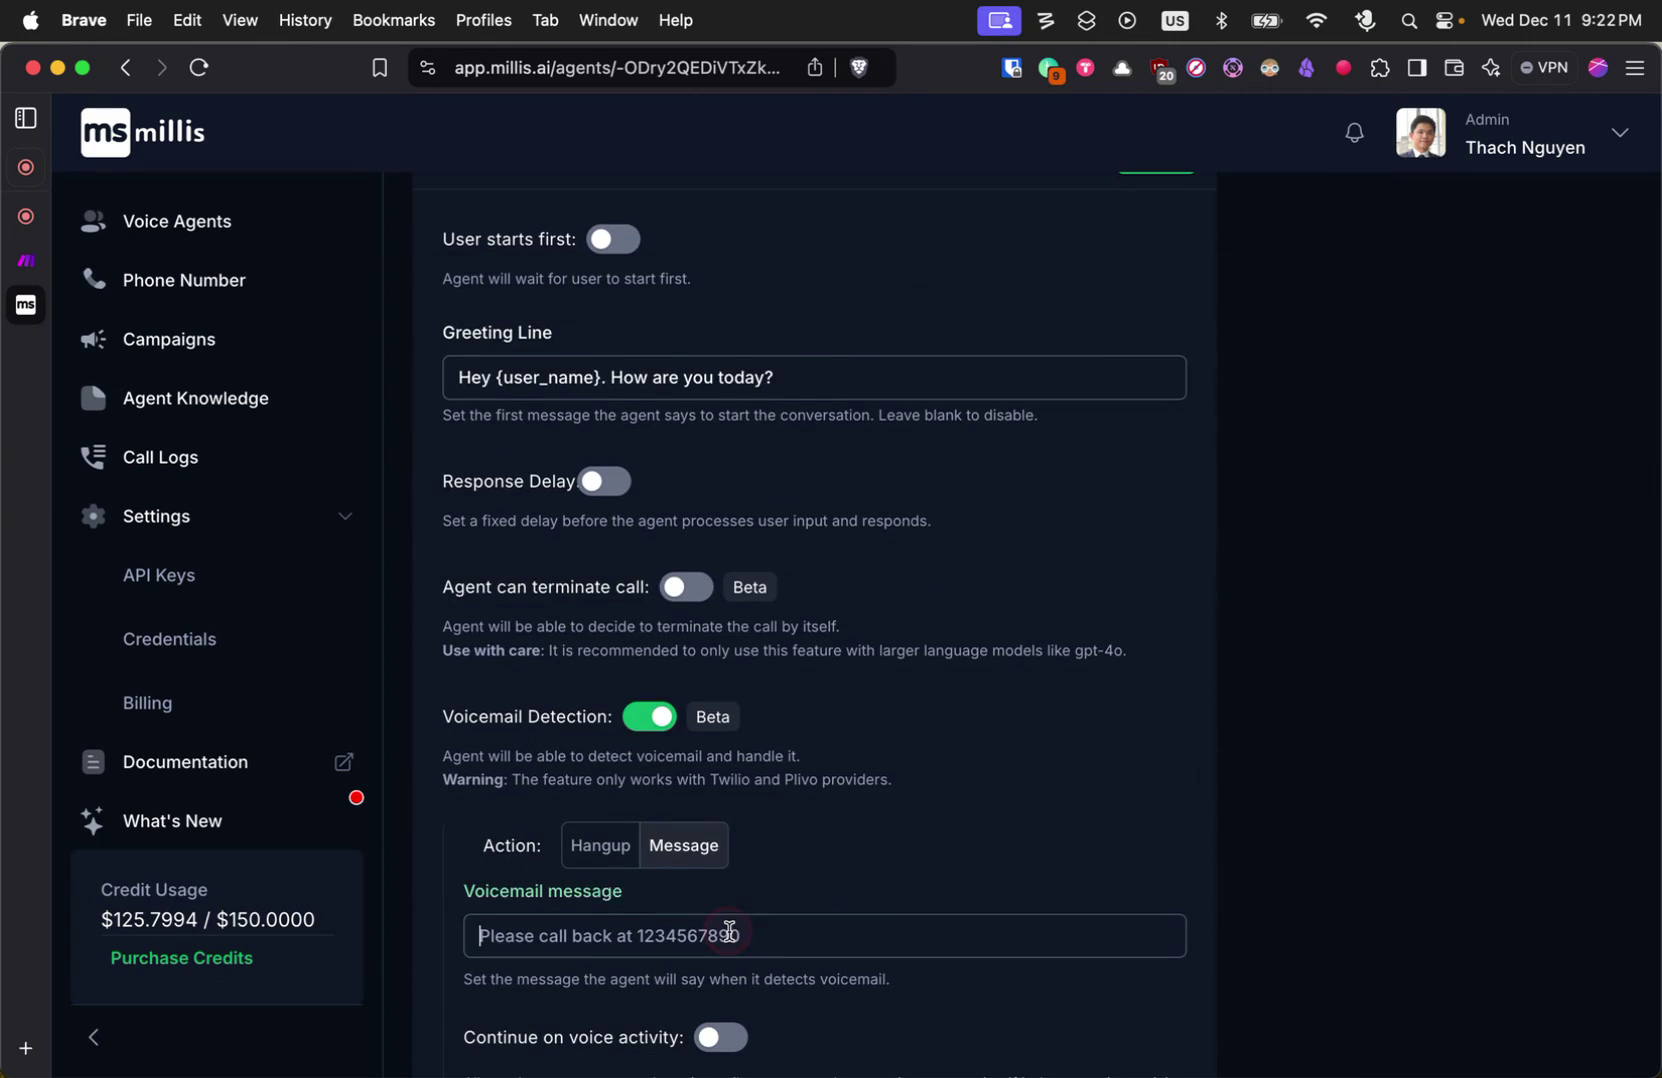 Brave File Edit View History Bookmarks Profiles Tab Window Help US Wed Dec 11 9:22 PM
app.millis.ai/agents/-ODry2QEDiVTxZk... 9 20 VPN
ms millis
Admin
Thach Nguyen
ms
Voice Agents
Phone Number
Campaigns
Agent Knowledge
Call Logs
Settings
API Keys
Credentials
Billing
Documentation
What's New
Credit Usage
$125.7994 / $150.0000
Purchase Credits
User starts first:
Agent will wait for user to start first.
Greeting Line
Hey {user_name}. How are you today?
Set the first message the agent says to start the conversation. Leave blank to disable.
Response Delay:
Set a fixed delay before the agent processes user input and responds.
Agent can terminate call: Beta
Agent will be able to decide to terminate the call by itself.
Use with care: It is recommended to only use this feature with larger language models like gpt-4o.
Voicemail Detection: Beta
Agent will be able to detect voicemail and handle it.
Warning: The feature only works with Twilio and Plivo providers.
Action: Hangup Message
Voicemail message
Please call back at 1234567890
Set the message the agent will say when it detects voicemail.
Continue on voice activity: